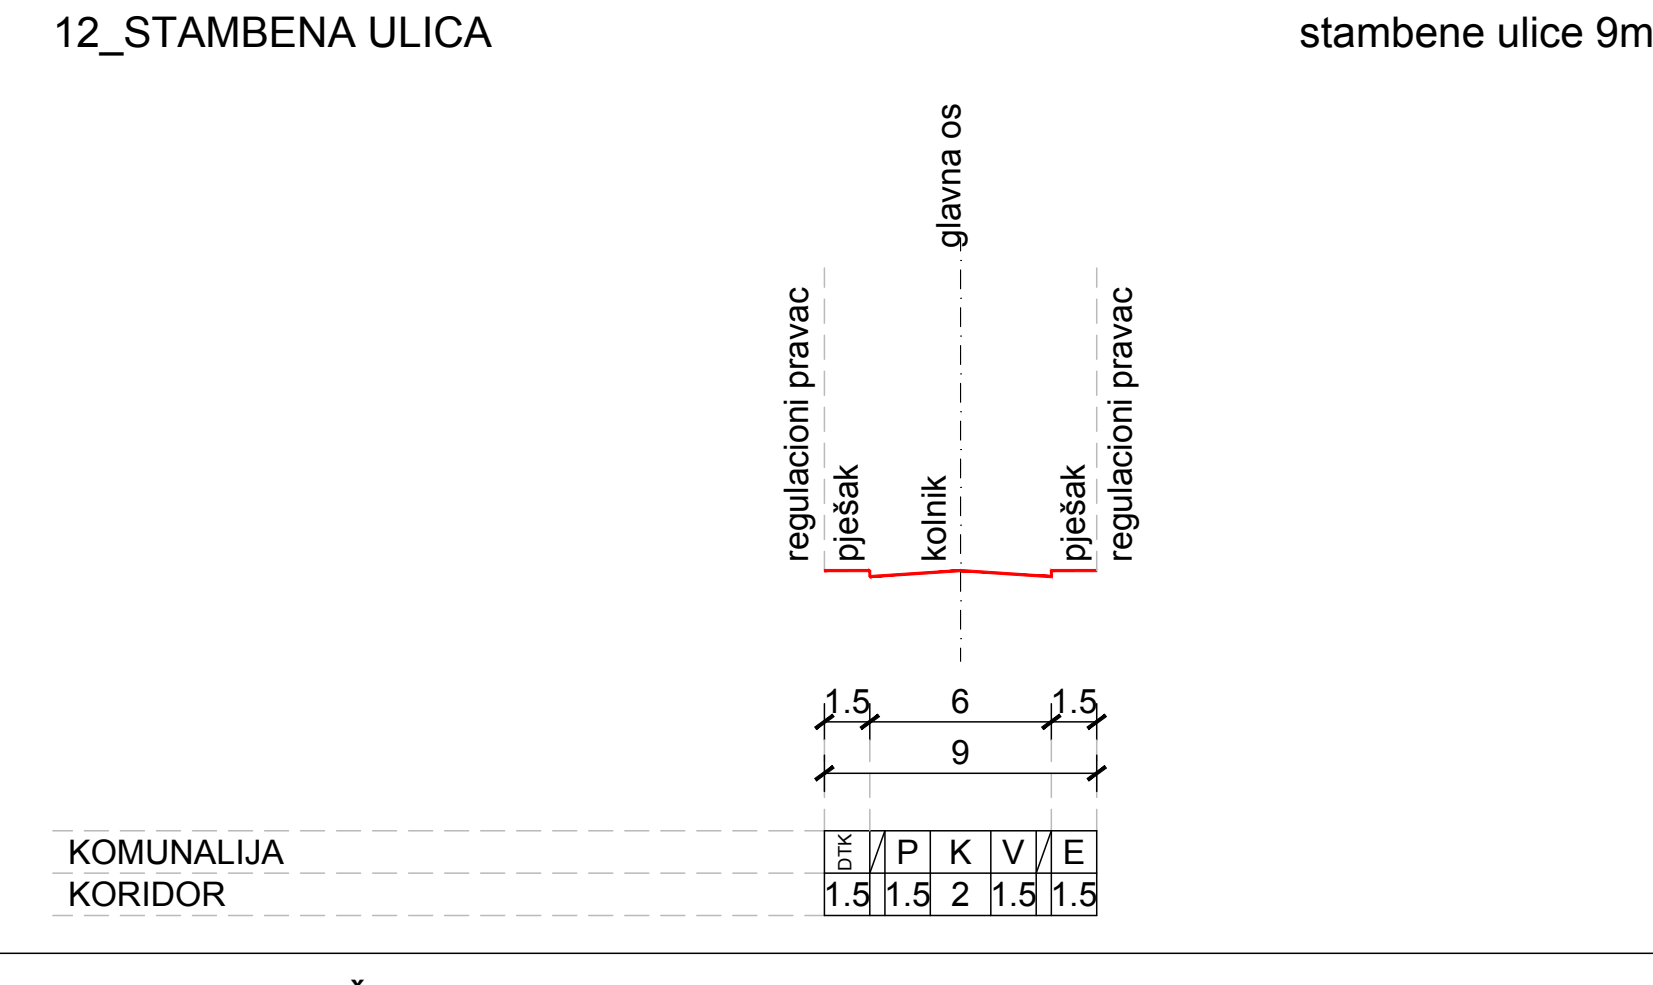 12_STAMBENA ULICA
stambene ulice 9m
glavna os
regulacioni pravac
pješak
kolnik
pješak
regulacioni pravac
1.5 6 1.5
9
KOMUNALIJA DTK P K V E
KORIDOR 1.5 1.5 2 1.5 1.5